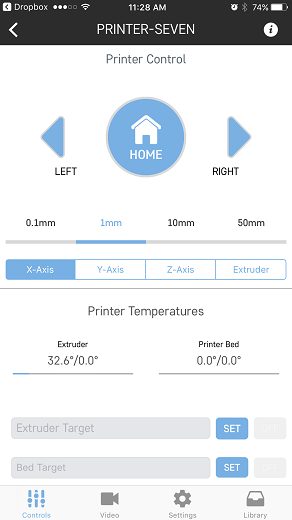 Dropbox 11:28 AM 74%
PRINTER-SEVEN
Printer Control
HOME
LEFT RIGHT
0.1mm 1mm 10mm 50mm
X-Axis Y-Axis Z-Axis Extruder
Printer Temperatures
Extruder Printer Bed
32.6°/0.0° 0.0°/0.0°
Extruder Target SET
Bed Target SET
Controls Video Settings Library